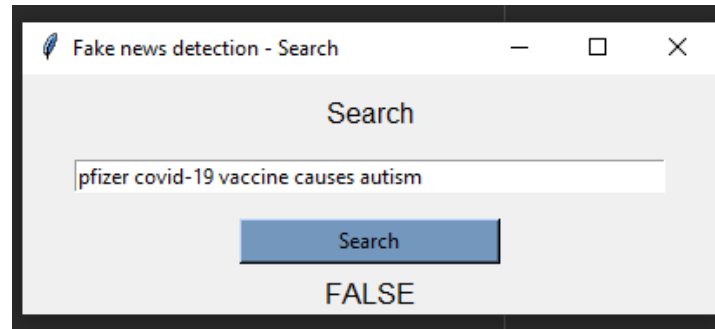 Fake news detection - Search
Search
pfizer covid-19 vaccine causes autism
Search
FALSE